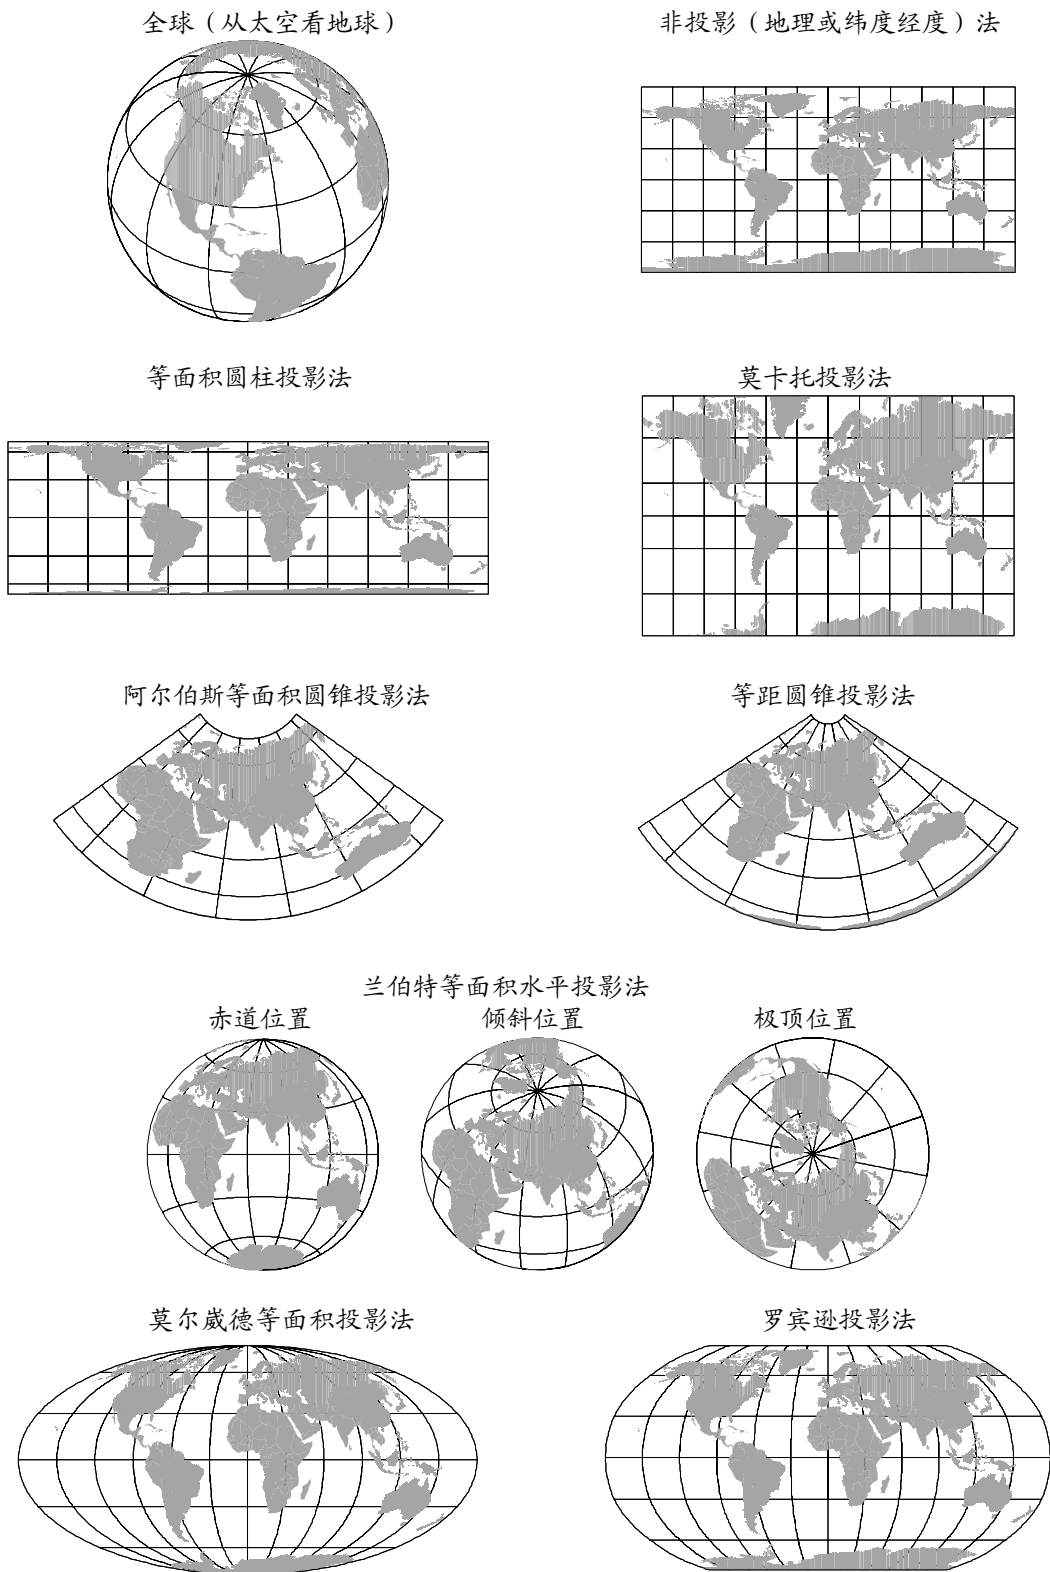 全球（从太空看地球）
非投影（地理或纬度经度）法
等面积圆柱投影法
莫卡托投影法
阿尔伯斯等面积圆锥投影法
等距圆锥投影法
兰伯特等面积水平投影法
赤道位置
倾斜位置
极顶位置
莫尔崴德等面积投影法
罗宾逊投影法